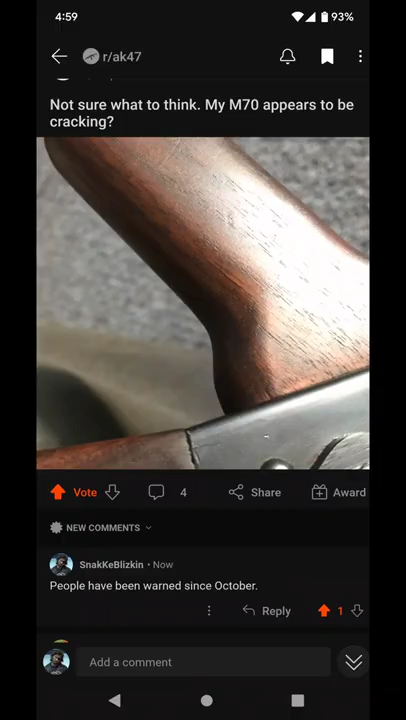 4:59
93%
r/ak47
Not sure what to think. My M70 appears to be
cracking?
Vote
4
Share
Award
NEW COMMENTS
SnakKeBlizkin • Now
People have been warned since October.
Reply
1
Add a comment